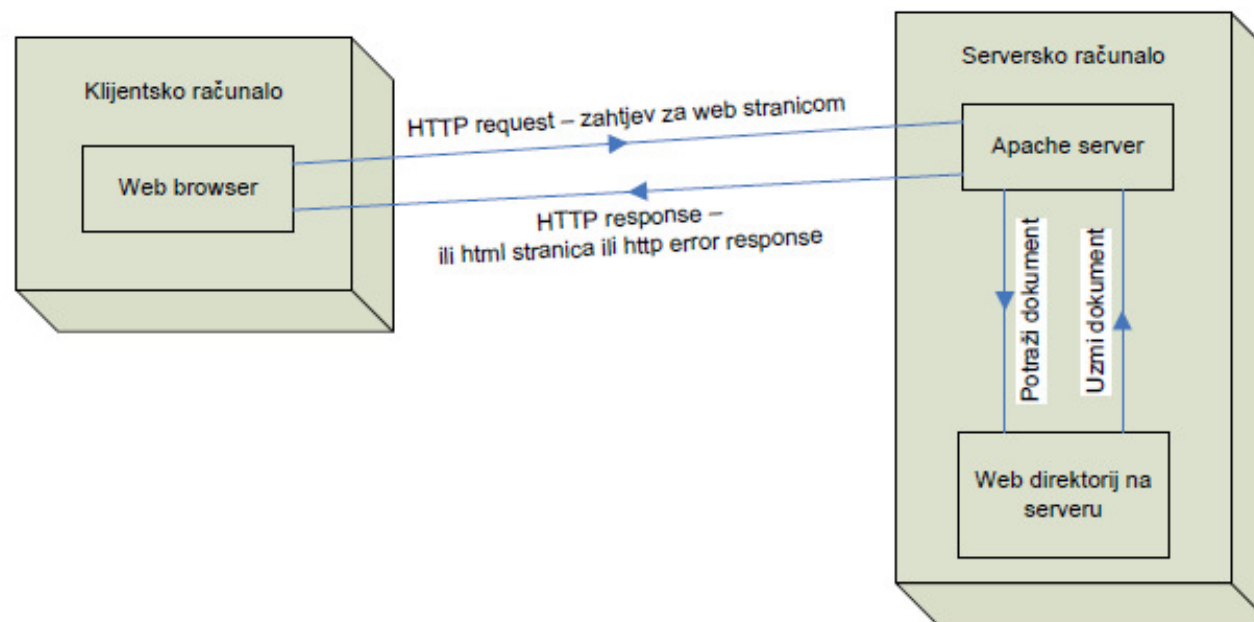 Klijentsko računalo
Web browser
HTTP request – zahtjev za web stranicom
HTTP response –
ili html stranica ili http error response
Serversko računalo
Apache server
Potraži dokument
Uzmi dokument
Web direktorij na
serveru